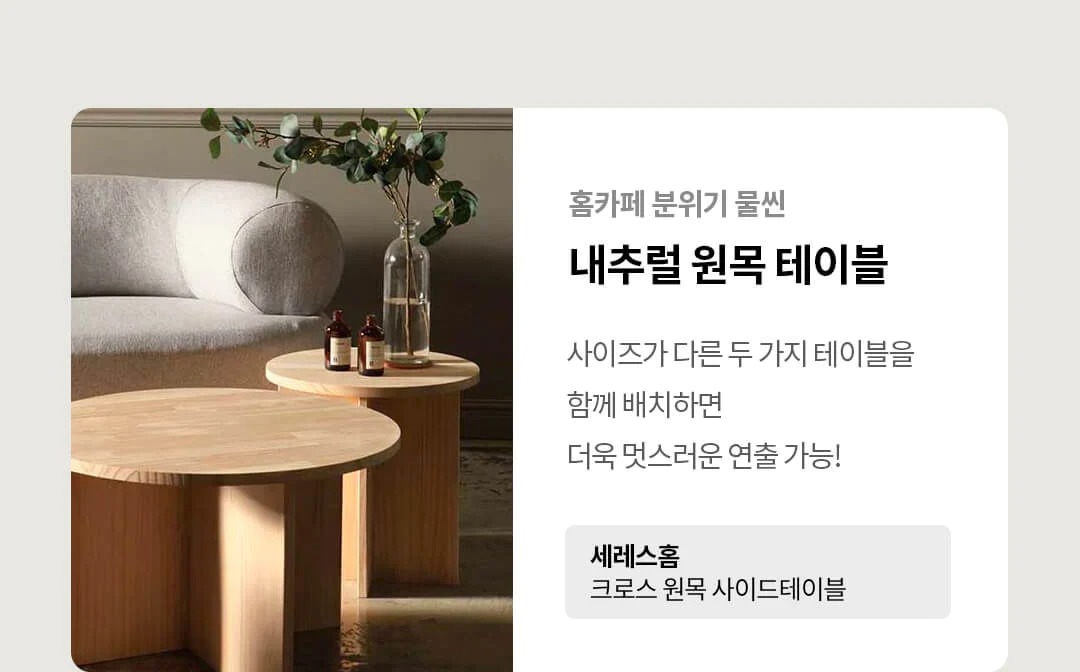 홈카페 분위기 물씬
내추럴 원목 테이블
사이즈가 다른 두 가지 테이블을
함께 배치하면
더욱 멋스러운 연출 가능!
세레스홈
크로스 원목 사이드테이블